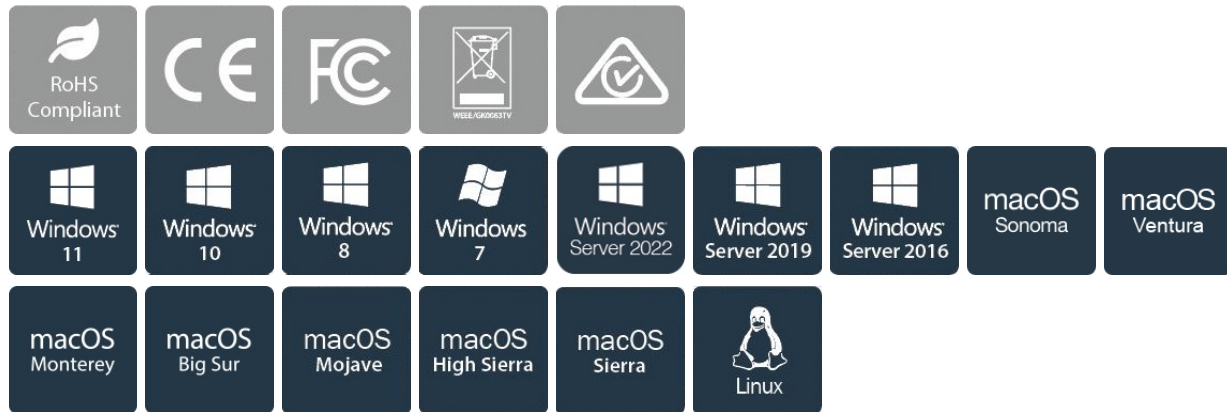 RoHS
Compliant
CE
FC
WEEE/GK0063TV
Windows
11
Windows
10
Windows
8
Windows
7
Windows
Server 2022
Windows
Server 2019
Windows
Server 2016
macOS
Sonoma
macOS
Ventura
macOS
Monterey
macOS
Big Sur
macOS
Mojave
macOS
High Sierra
macOS
Sierra
Linux